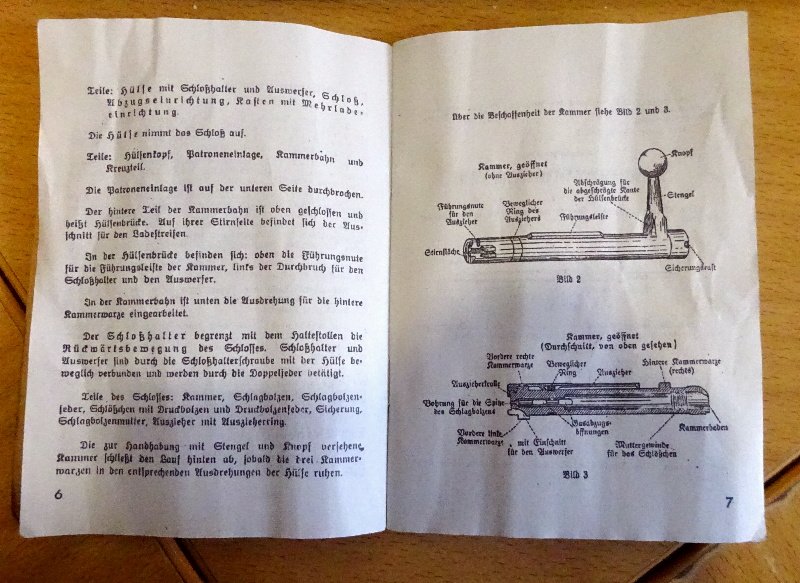 Teile: Hülse mit Schloßhalter und Auswerfer, Schloß,
Abzugseinrichtung, Kasten mit Mehrlade-
einrichtung.
Die Hülse nimmt das Schloß auf.
Teile: Hülsenkopf, Patroneneinlage, Kammerbahn und
Kreuzteil.
Die Patroneneinlage ist auf der unteren Seite durchbrochen.
Der hintere Teil der Kammerbahn ist oben geschlossen und
heißt Hülsenbrücke. Auf ihrer Stirnseite befindet sich der Aus-
schnitt für den Ladestreifen.
In der Hülsenbrücke befinden sich: oben die Führungsnute
für die Führungsleiste der Kammer, links der Durchbruch für den
Schloßhalter und den Auswerfer.
In der Kammerbahn ist unten die Ausdrehung für die hintere
Kammerwarze eingearbeitet.
Der Schloßhalter begrenzt mit dem Haltestollen die
Rückwärtsbewegung des Schlosses. Schloßhalter und
Auswerfer sind durch die Schloßhalterschraube mit der Hülse be-
weglich verbunden und werden durch die Doppelfeder betätigt.
Teile des Schlosses: Kammer, Schlagbolzen, Schlagbolzen-
feder, Schlößchen mit Druckbolzen und Druckbolzenfeder, Sicherung,
Schlagbolzenmutter, Auszieher mit Auszieherring.
Die zur Handhabung mit Stengel und Knopf versehene
Kammer schließt den Lauf hinten ab, sobald die drei Kammer-
warzen in den entsprechenden Ausdrehungen der Hülse ruhen.
6
Über die Beschaffenheit der Kammer siehe Bild 2 und 3.
Kammer, geöffnet
(ohne Auszieher)
Knopf
Abschrägung für
die abgeschrägte Kante
der Hülsenbrücke
Stengel
Führungsnute
für den
Auszieher
Beweglicher
Ring des
Ausziehers
Führungsleiste
Stirnfläche
Sicherungsrast
Bild 2
Kammer, geöffnet
(Durchschnitt, von oben gesehen)
Vordere rechte
Kammerwarze
Beweglicher
Ring
Auszieher
Hintere Kammerwarze
(rechts)
Auszieherkralle
Bohrung für die Spitze
des Schlagbolzens
Vordere linke
Kammerwarze
mit Einschnitt
für den Auswerfer
Gasabzugs-
öffnungen
Muttergewinde
für das Schlößchen
Kammerboden
Bild 3
7